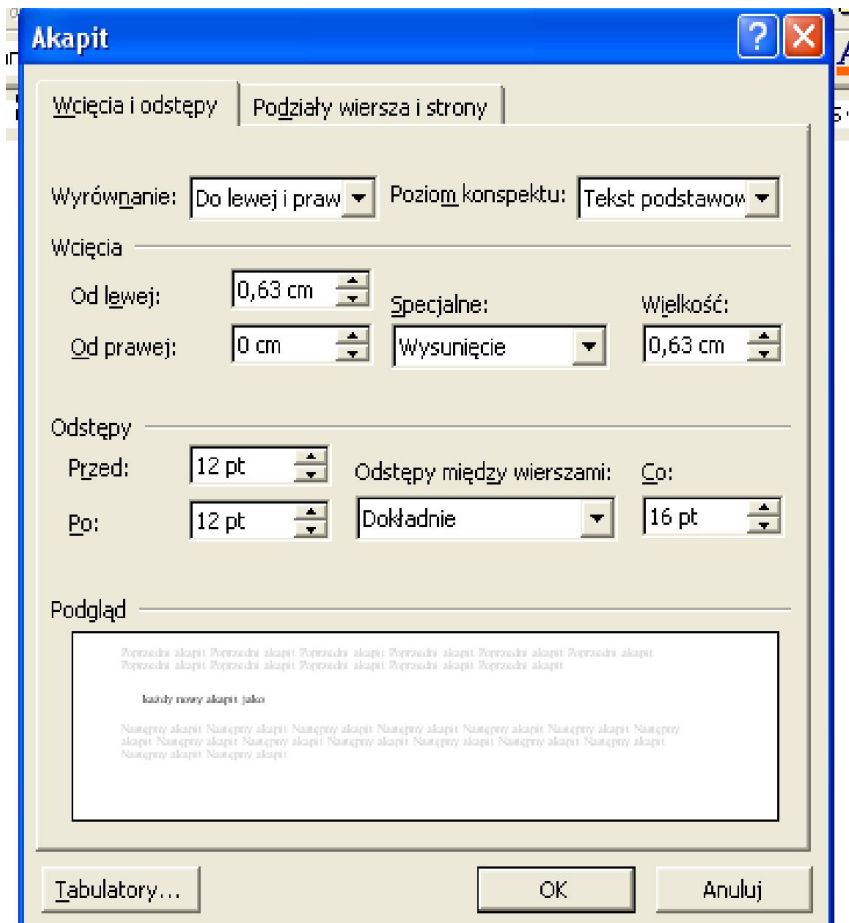 Akapit
Wcięcia i odstępy
Podziały wiersza i strony
Wyrównanie: Do lewej i praw
Poziom konspektu: Tekst podstawow
Wcięcia
Od lewej: 0,63 cm
Specjalne:
Wielkość:
Od prawej: 0 cm
Wysunięcie
0,63 cm
Odstępy
Przed: 12 pt
Odstępy między wierszami:
Co:
Po: 12 pt
Dokładnie
16 pt
Podgląd
Poprzedni akapit Poprzedni akapit Poprzedni akapit Poprzedni akapit Poprzedni akapit Poprzedni akapit
Poprzedni akapit Poprzedni akapit Poprzedni akapit Poprzedni akapit Poprzedni akapit
każdy nowy akapit jako
Następny akapit Następny akapit Następny akapit Następny akapit Następny akapit Następny akapit Następny
akapit Następny akapit Następny akapit Następny akapit Następny akapit Następny akapit Następny akapit
Następny akapit Następny akapit
Tabulatory...
OK
Anuluj